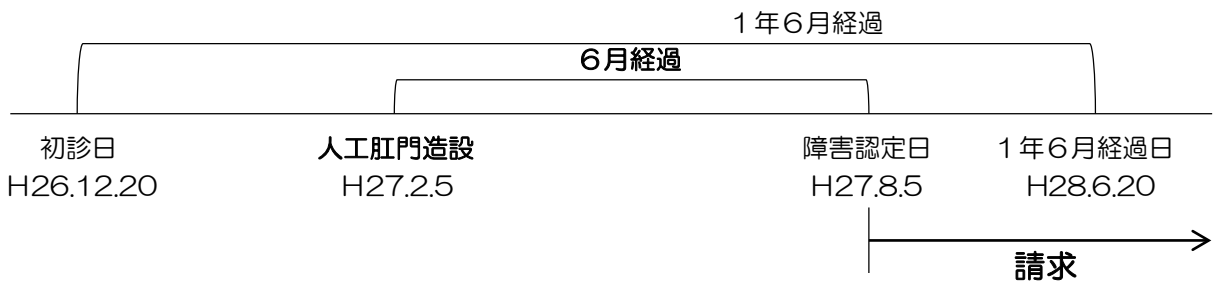 1年6月経過
6月経過
初診日
人工肛門造設
障害認定日
1年6月経過日
H26.12.20
H27.2.5
H27.8.5
H28.6.20
請求